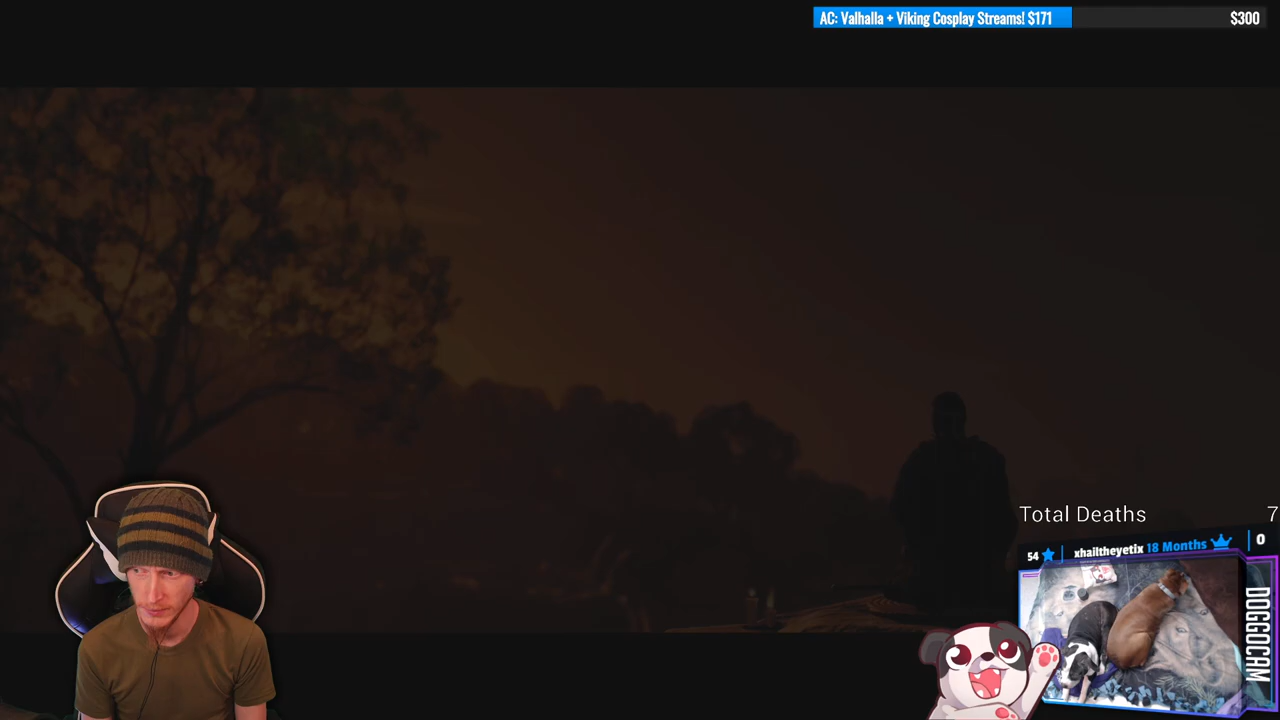 AC: Valhalla + Viking Cosplay Streams! $171 $300
Total Deaths 7
54 xhailtheyetix 18 Months 0
DOGGOCAM